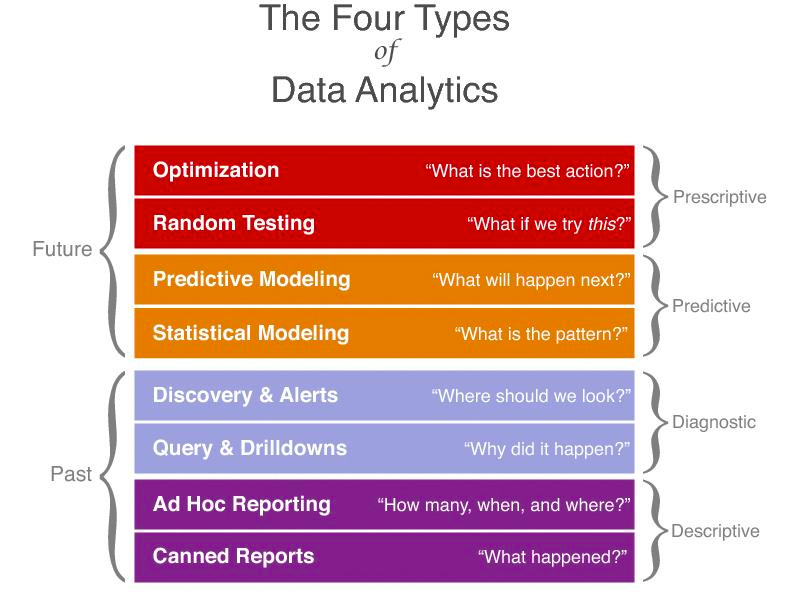 The Four Types
of
Data Analytics
Optimization “What is the best action?”
Prescriptive
Random Testing “What if we try this?”
Future
Predictive Modeling “What will happen next?”
Predictive
Statistical Modeling “What is the pattern?”
Discovery & Alerts “Where should we look?”
Diagnostic
Query & Drilldowns “Why did it happen?”
Past
Ad Hoc Reporting “How many, when, and where?”
Descriptive
Canned Reports “What happened?”